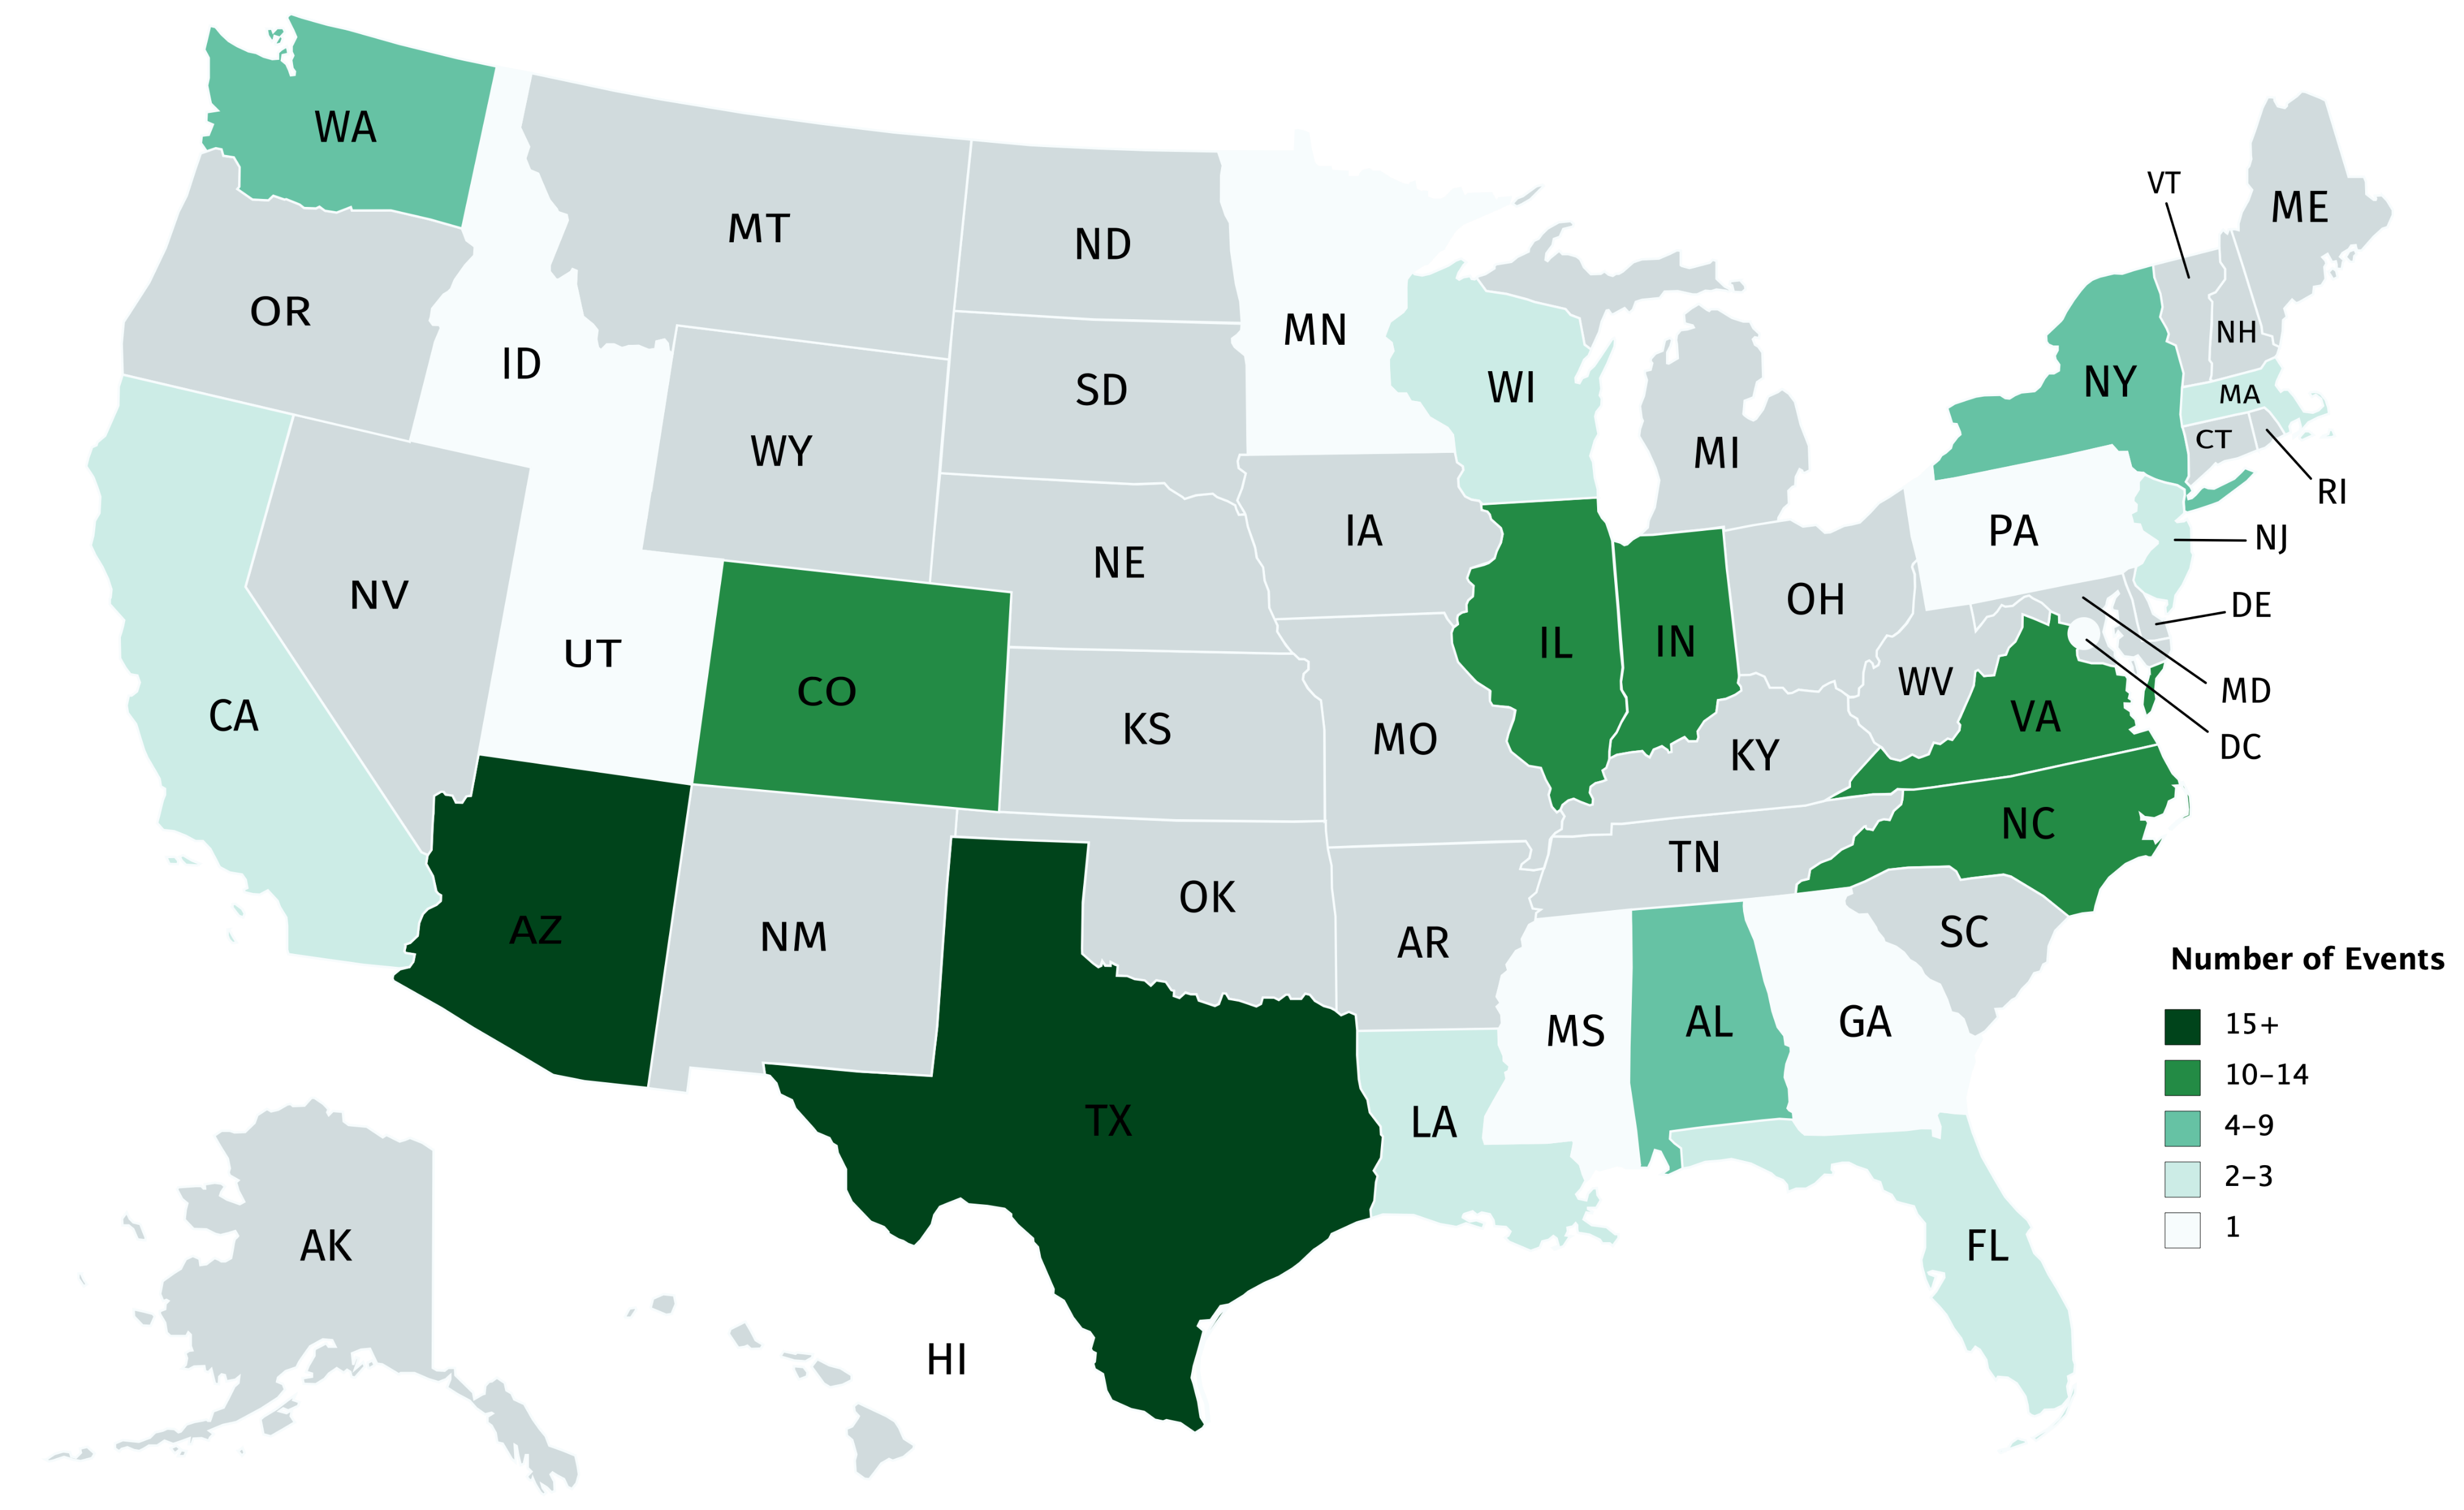 WA
VT
ME
MT
ND
OR
MN
NH
ID
WI
NY
SD
MA
CT
WY
MI
RI
IA
PA
NJ
NE
NV
OH
DE
IL
IN
UT
WV
MD
CO
CA
VA
KS
DC
MO
KY
NC
TN
OK
AZ
NM
SC
AR
Number of Events
MS
AL
GA
15+
10–14
TX
LA
4–9
2–3
1
AK
FL
HI